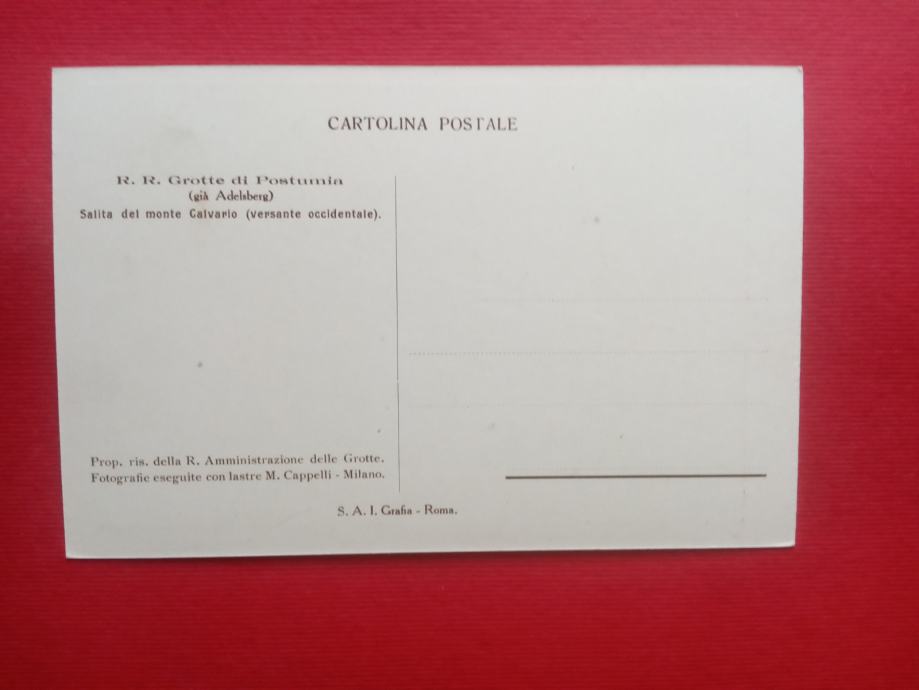 CARTOLINA POSTALE
R. R. Grotte di Postumia
(già Adelsberg)
Salita del monte Calvario (versante occidentale).
Prop. ris. della R. Amministrazione delle Grotte.
Fotografie eseguite con lastre M. Cappelli - Milano.
S. A. I. Grafia - Roma.